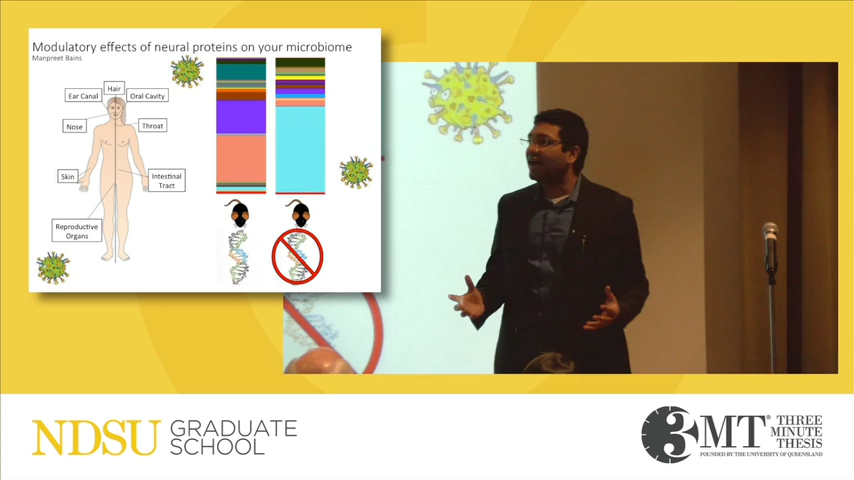 Modulatory effects of neural proteins on your microbiome
Manpreet Bains
Hair
Ear Canal
Oral Cavity
Nose
Throat
Skin
Intestinal
Tract
Reproductive
Organs
NDSU GRADUATE
SCHOOL
3MT® THREE
MINUTE
THESIS
FOUNDED BY THE UNIVERSITY OF QUEENSLAND